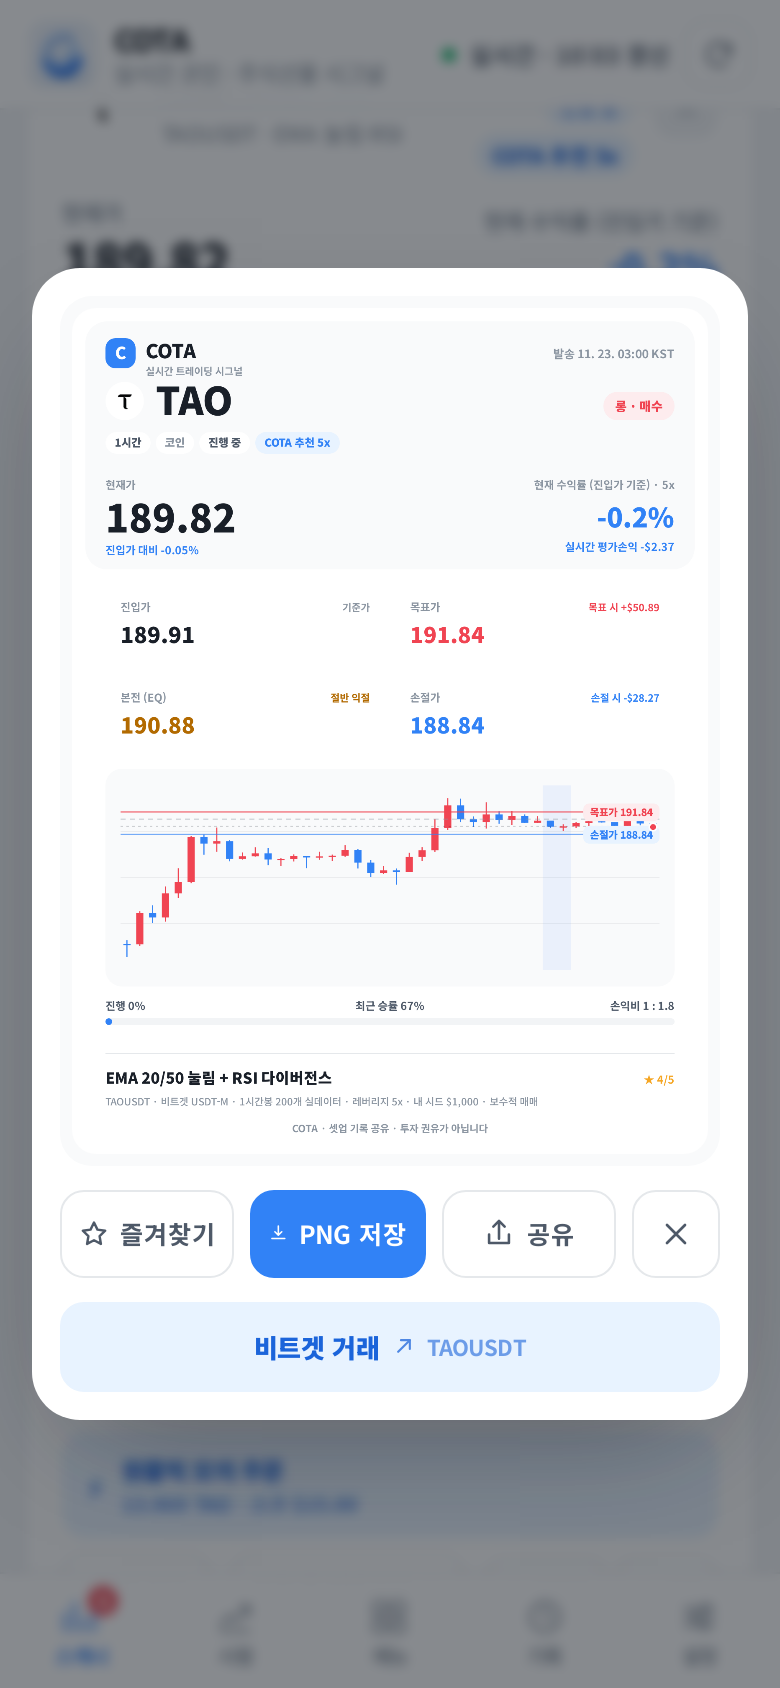 COTA
189.82
C COTA
실시간 트레이딩 시그널
발송 11. 23. 03:00 KST
τ TAO
롱 · 매수
1시간 코인 진행 중 COTA 추천 5x
현재가
현재 수익률 (진입가 기준) · 5x
189.82
-0.2%
진입가 대비 -0.05%
실시간 평가손익 -$2.37
진입가 기준가
189.91
목표가 목표 시 +$50.89
191.84
본전 (EQ) 절반 익절
190.88
손절가 손절 시 -$28.27
188.84
목표가 191.84
손절가 188.84
진행 0% 최근 승률 67% 손익비 1 : 1.8
EMA 20/50 눌림 + RSI 다이버전스
★ 4/5
TAOUSDT · 비트겟 USDT-M · 1시간봉 200개 실데이터 · 레버리지 5x · 내 시드 $1,000 · 보수적 매매
COTA · 셋업 기록 공유 · 투자 권유가 아닙니다
즐겨찾기
PNG 저장
공유
비트겟 거래 ↗ TAOUSDT